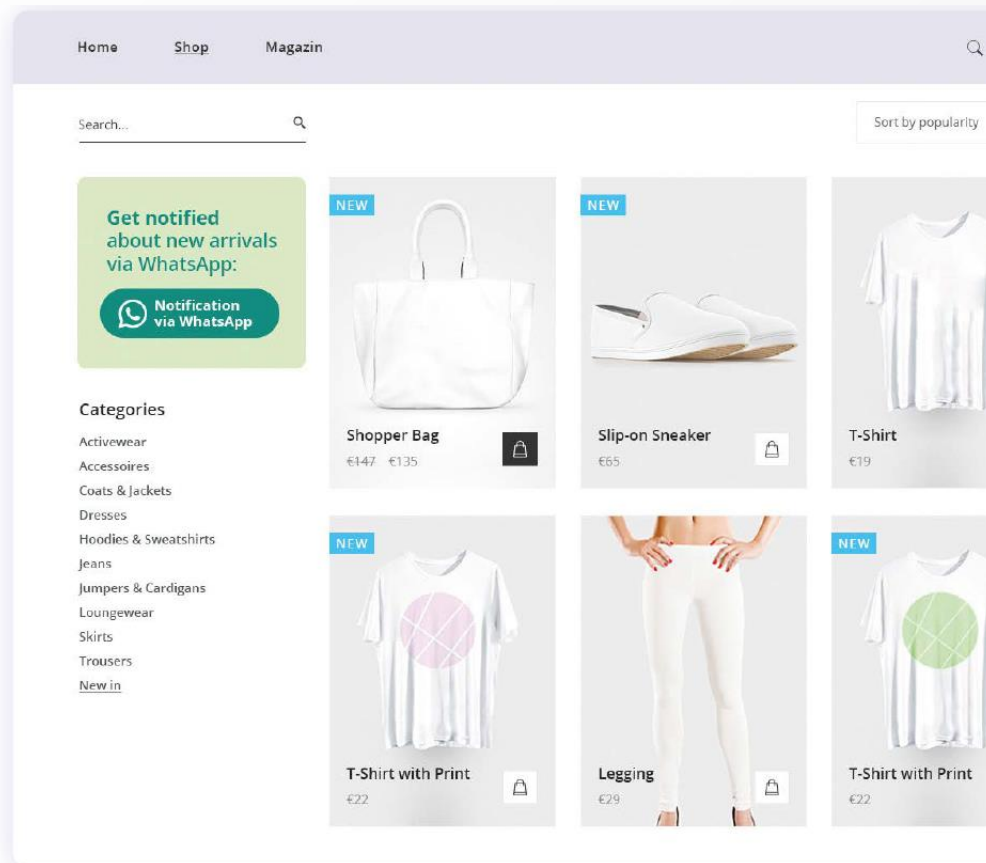 Home Shop Magazin
Search...
Sort by popularity
Get notified
about new arrivals
via WhatsApp:
Notification
via WhatsApp
Categories
Activewear
Accessoires
Coats & Jackets
Dresses
Hoodies & Sweatshirts
Jeans
Jumpers & Cardigans
Loungewear
Skirts
Trousers
New in
NEW
Shopper Bag
€147 €135
NEW
Slip-on Sneaker
€65
T-Shirt
€19
NEW
T-Shirt with Print
€22
Legging
€29
NEW
T-Shirt with Print
€22